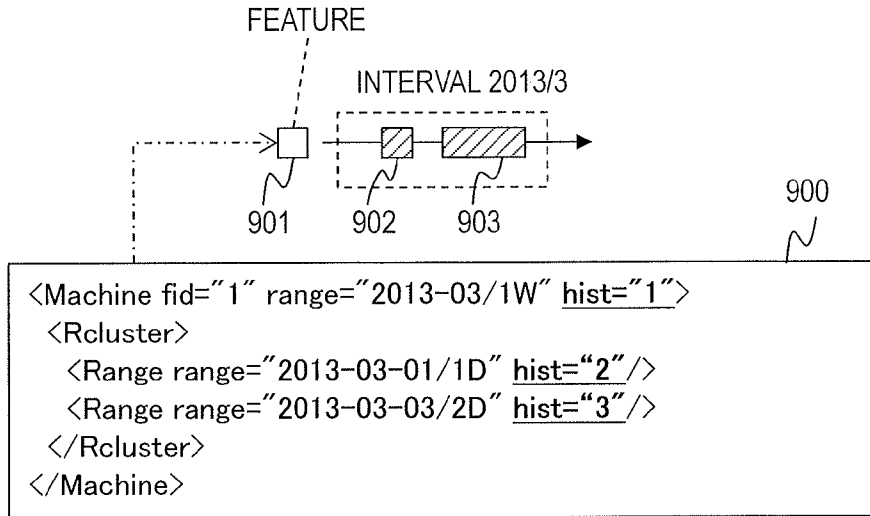 FEATURE
INTERVAL 2013/3
901
902
903
900
<Machine fid="1" range="2013-03/1W" hist="1">
<Rcluster>
<Range range="2013-03-01/1D" hist=“2"/>
<Range range="2013-03-03/2D" hist=“3"/>
</Rcluster>
</Machine>